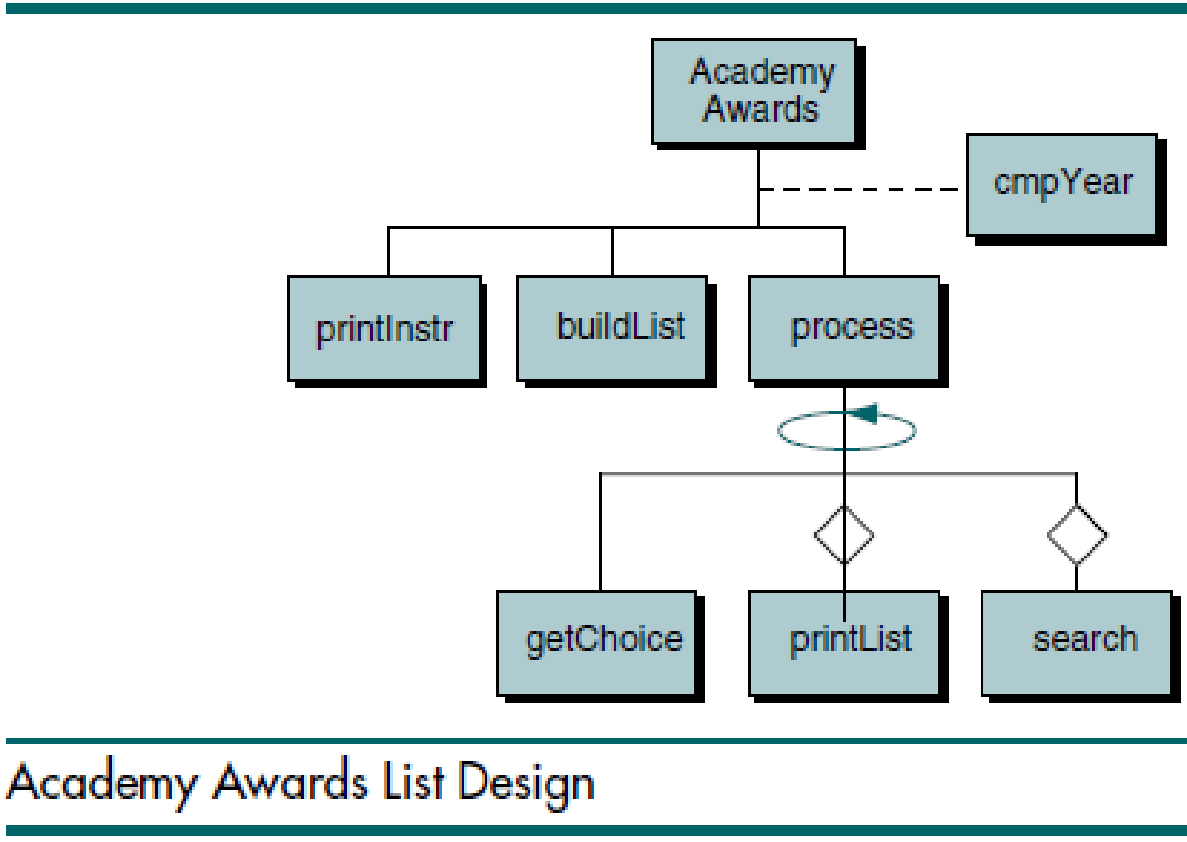 Academy
Awards
cmpYear
printInstr
buildList
process
getChoice
printList
search
Academy Awards List Design